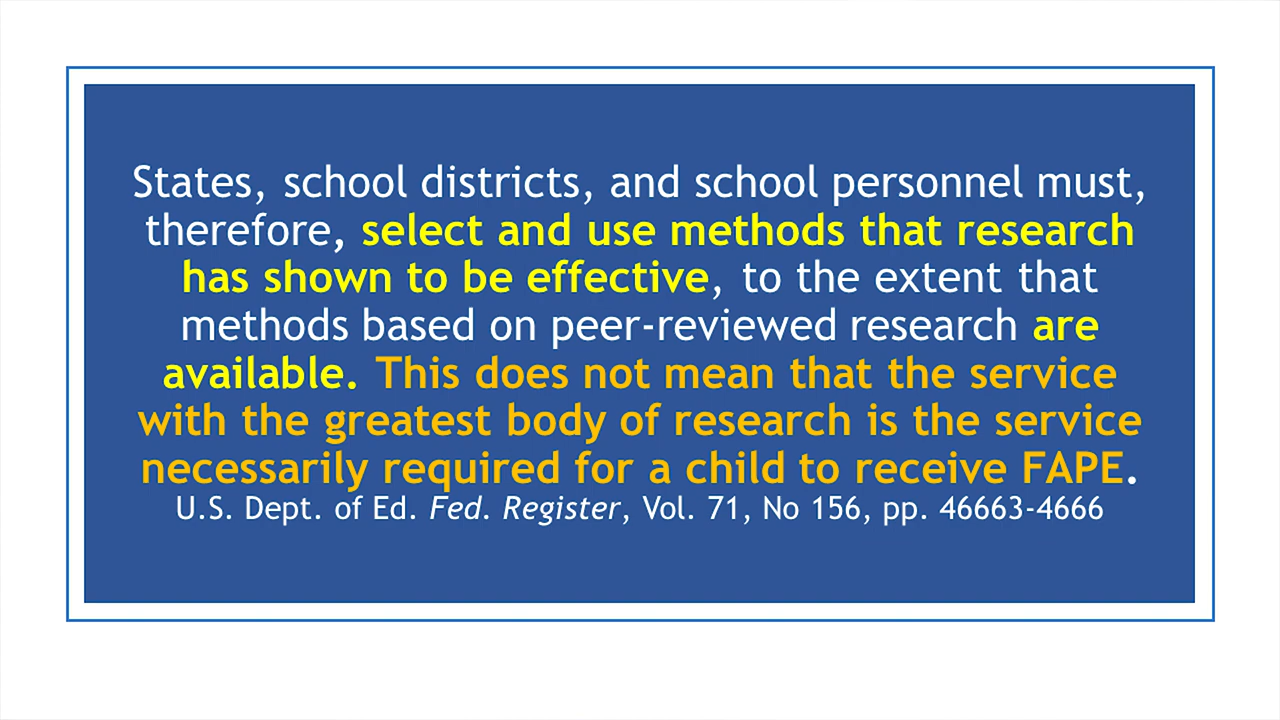 States, school districts, and school personnel must,
therefore, select and use methods that research
has shown to be effective, to the extent that
methods based on peer-reviewed research are
available. This does not mean that the service
with the greatest body of research is the service
necessarily required for a child to receive FAPE.
U.S. Dept. of Ed. Fed. Register, Vol. 71, No 156, pp. 46663-4666